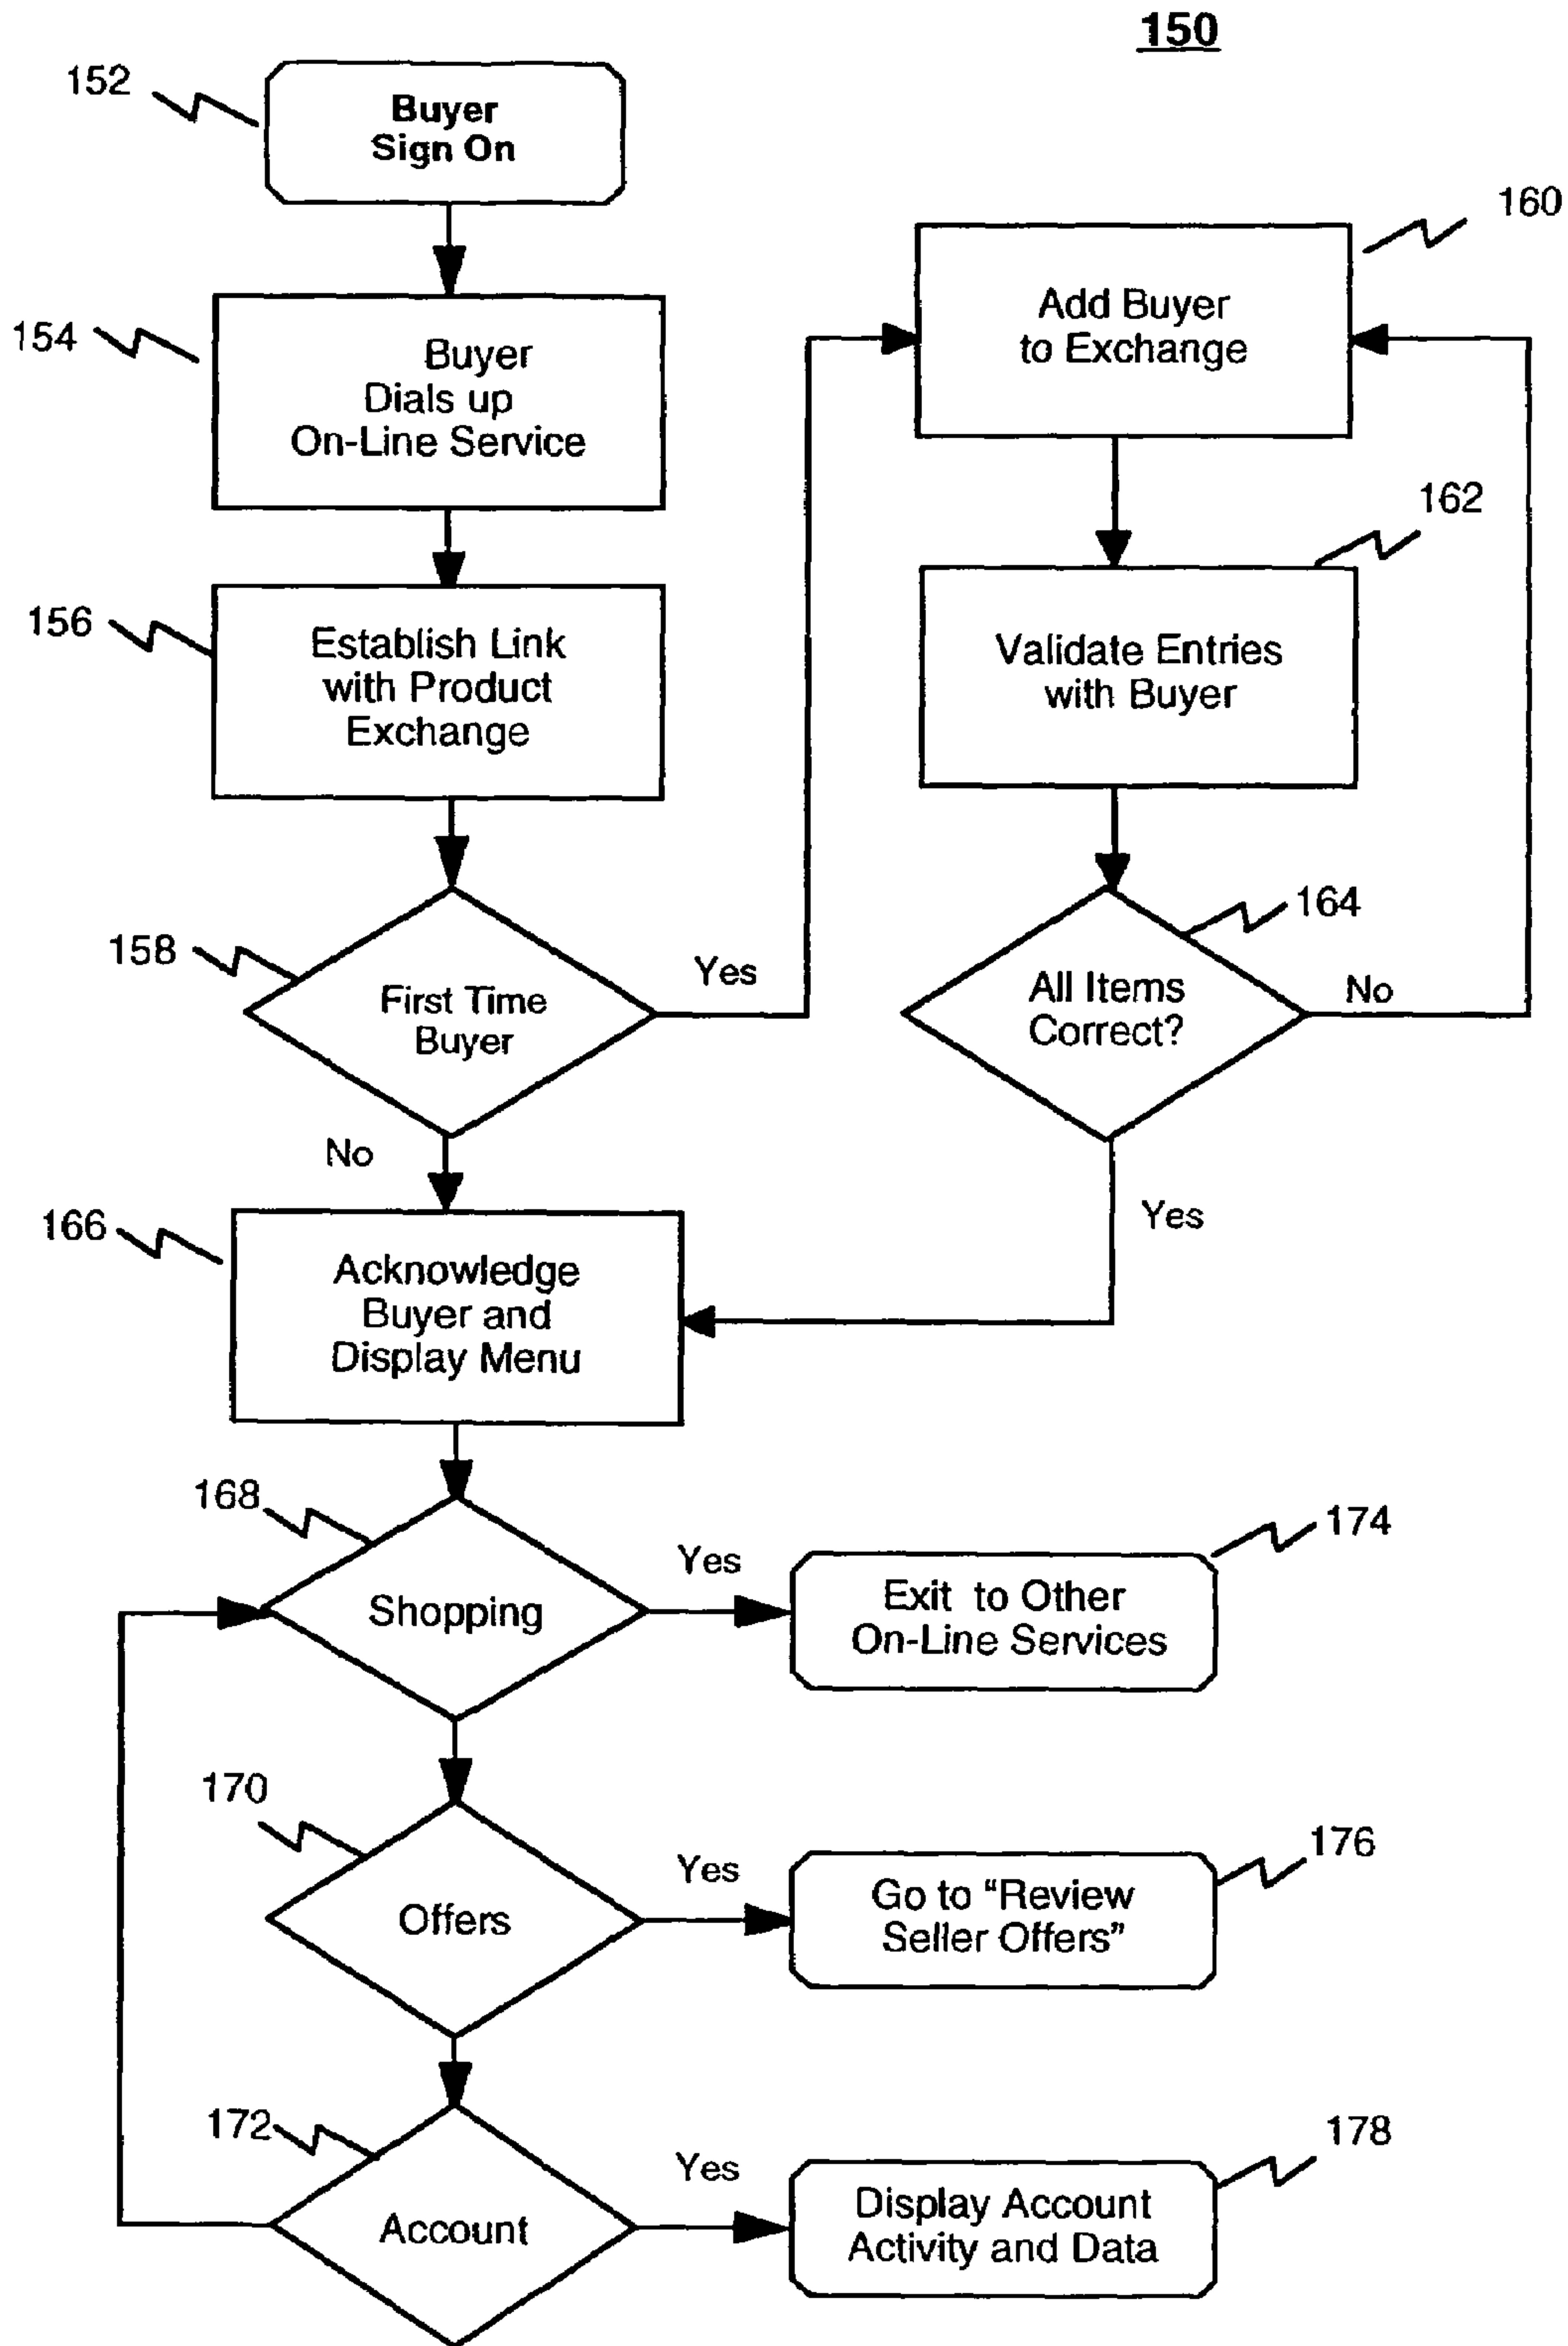 150
152
Buyer
Sign On
154
Buyer
Dials up
On-Line Service
156
Establish Link
with Product
Exchange
158
First Time
Buyer
Yes
No
160
Add Buyer
to Exchange
162
Validate Entries
with Buyer
164
All Items
Correct?
No
Yes
166
Acknowledge
Buyer and
Display Menu
168
Shopping
Yes
174
Exit to Other
On-Line Services
170
Offers
Yes
176
Go to “Review
Seller Offers”
172
Account
Yes
178
Display Account
Activity and Data